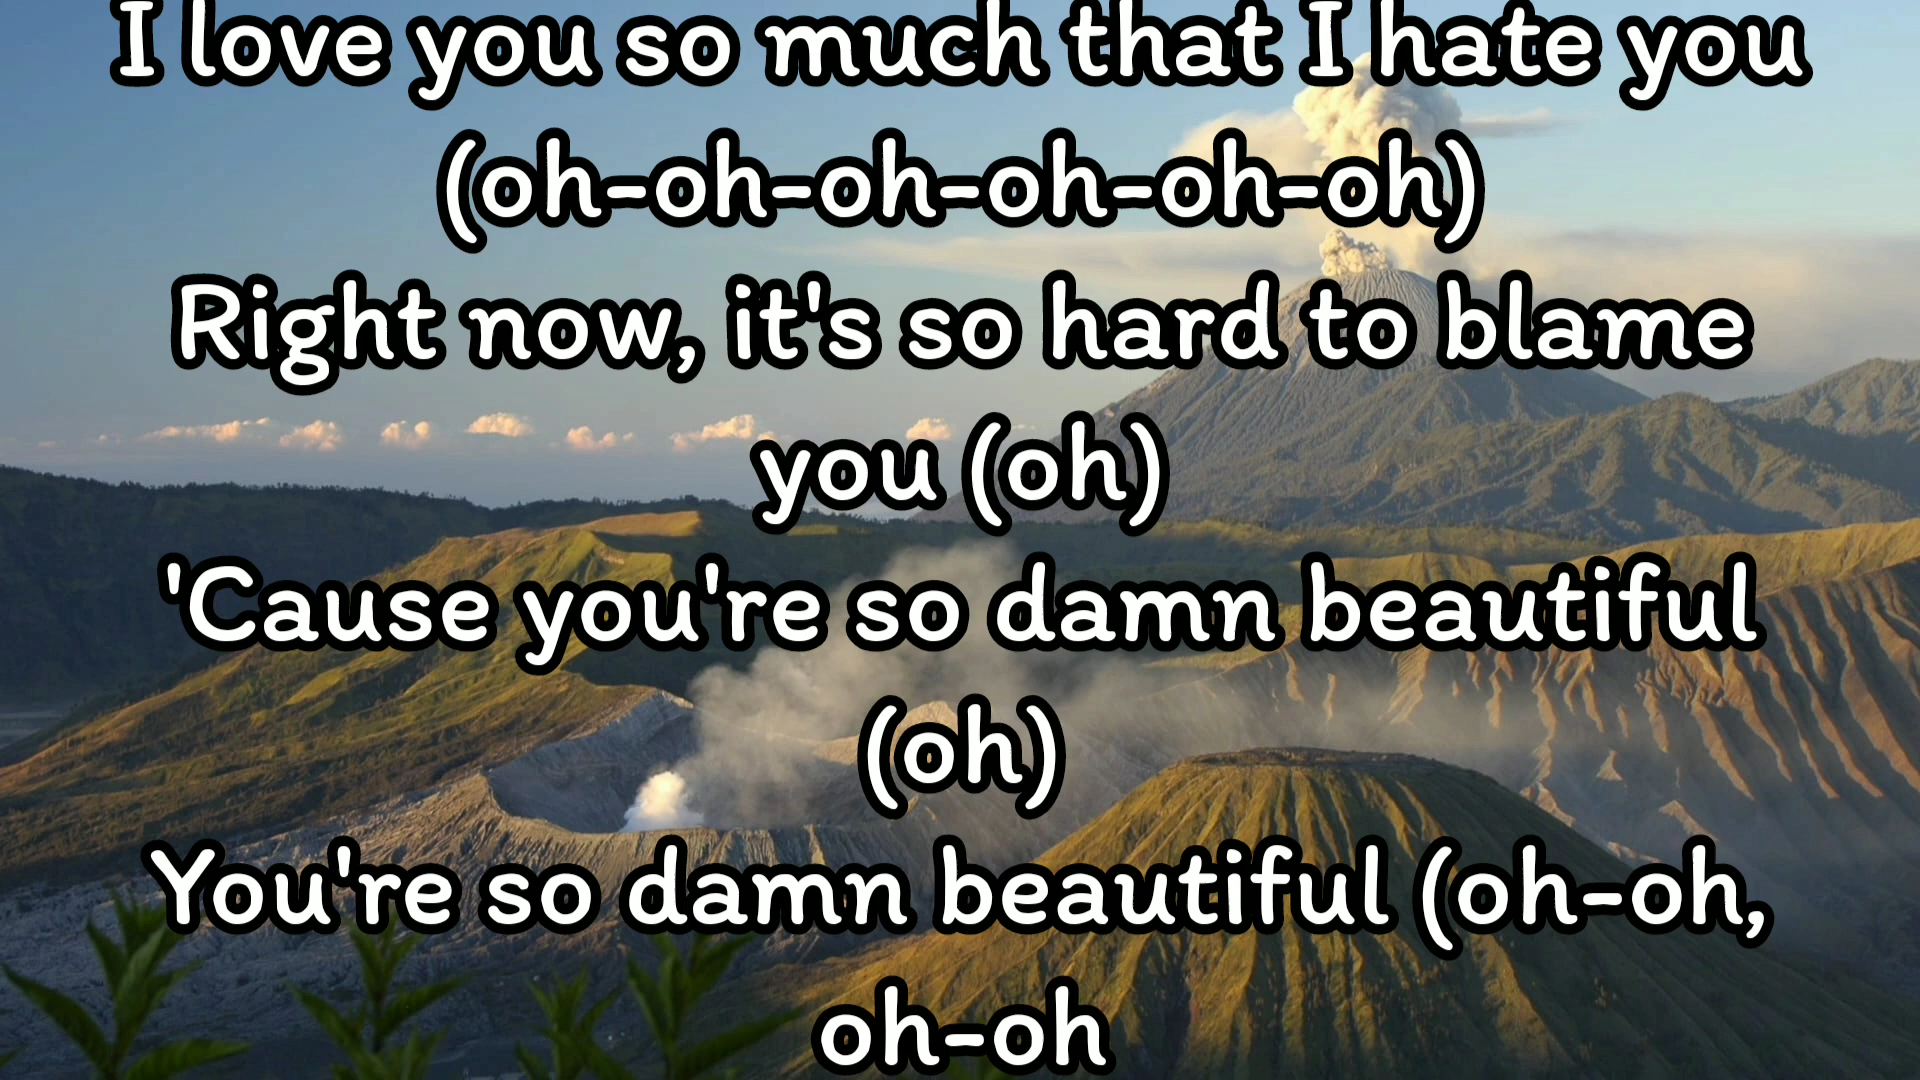 I love you so much that I hate you
(oh-oh-oh-oh-oh-oh)
Right now, it's so hard to blame
you (oh)
'Cause you're so damn beautiful
(oh)
You're so damn beautiful (oh-oh,
oh-oh